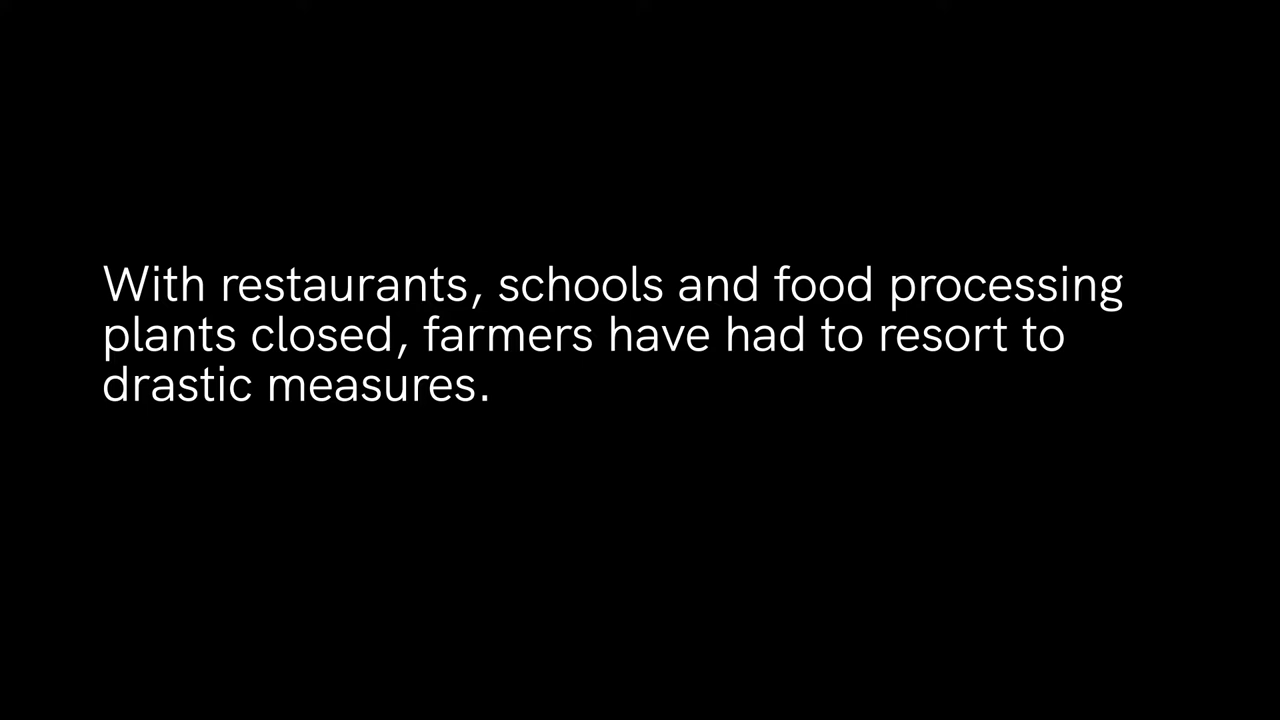 With restaurants, schools and food processing
plants closed, farmers have had to resort to
drastic measures.